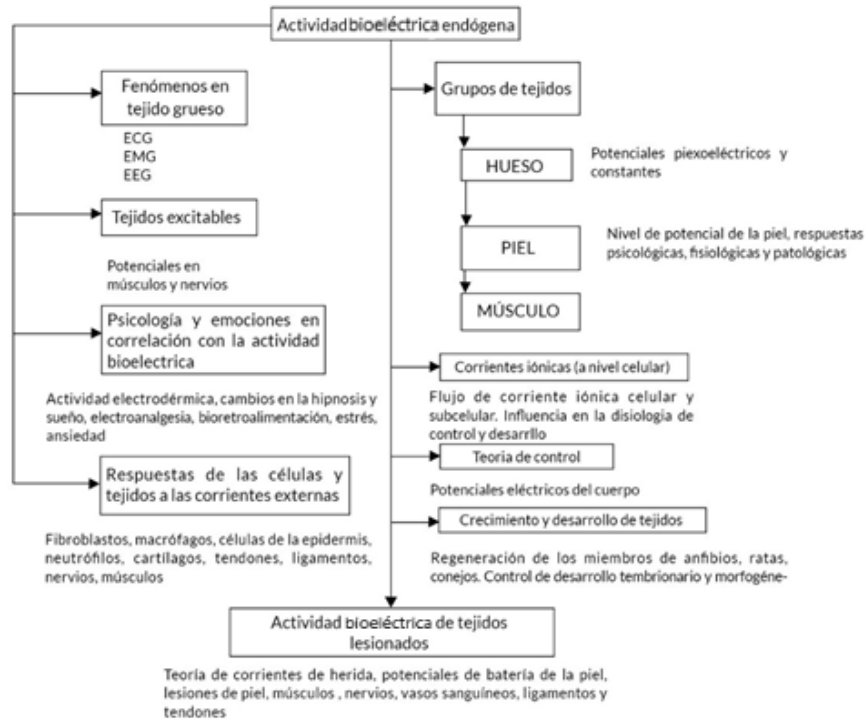 Actividad bioeléctrica endógena
Fenómenos en
tejido grueso
ECG
EMG
EEG
Tejidos excitables
Potenciales en
músculos y nervios
Psicología y emociones en
correlación con la actividad
bioelectrica
Actividad electrodérmica, cambios en la hipnosis y
sueño, electroanalgesia, bioretroalimentación, estrés,
ansiedad
Respuestas de las células y
tejidos a las corrientes externas
Fibroblastos, macrófagos, células de la epidermis,
neutrófilos, cartílagos, tendones, ligamentos,
nervios, músculos
Grupos de tejidos
HUESO
Potenciales piexoeléctricos y
constantes
PIEL
Nivel de potencial de la piel, respuestas
psicológicas, fisiológicas y patológicas
MÚSCULO
Corrientes iónicas (a nivel celular)
Flujo de corriente iónica celular y
subcelular. Influencia en la disiologia de
control y desarrllo
Teoria de control
Potenciales eléctricos del cuerpo
Crecimiento y desarrollo de tejidos
Regeneración de los miembros de anfibios, ratas,
conejos. Control de desarrollo tembrionario y morfogéne-
Actividad bioeléctrica de tejidos
lesionados
Teoría de corrientes de herida, potenciales de batería de la piel,
lesiones de piel, músculos , nervios, vasos sanguíneos, ligamentos y
tendones